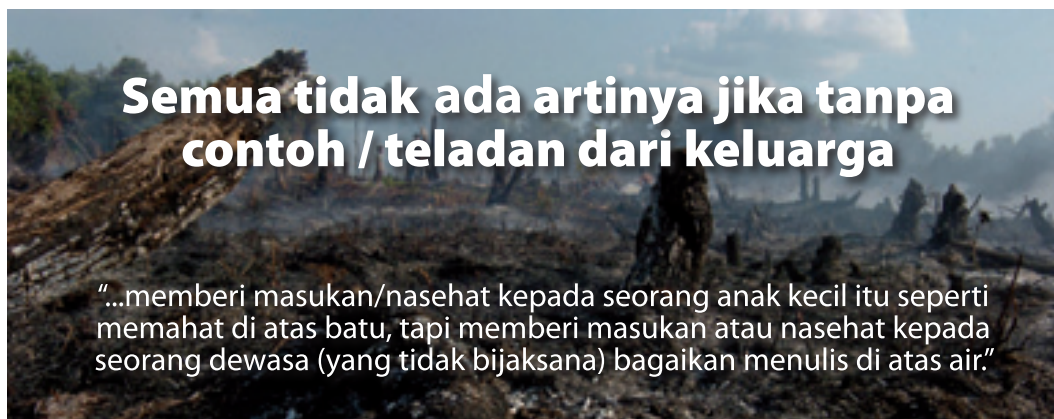 Semua tidak ada artinya jika tanpa
contoh / teladan dari keluarga
“...memberi masukan/nasehat kepada seorang anak kecil itu seperti
memahat di atas batu, tapi memberi masukan atau nasehat kepada
seorang dewasa (yang tidak bijaksana) bagaikan menulis di atas air.”